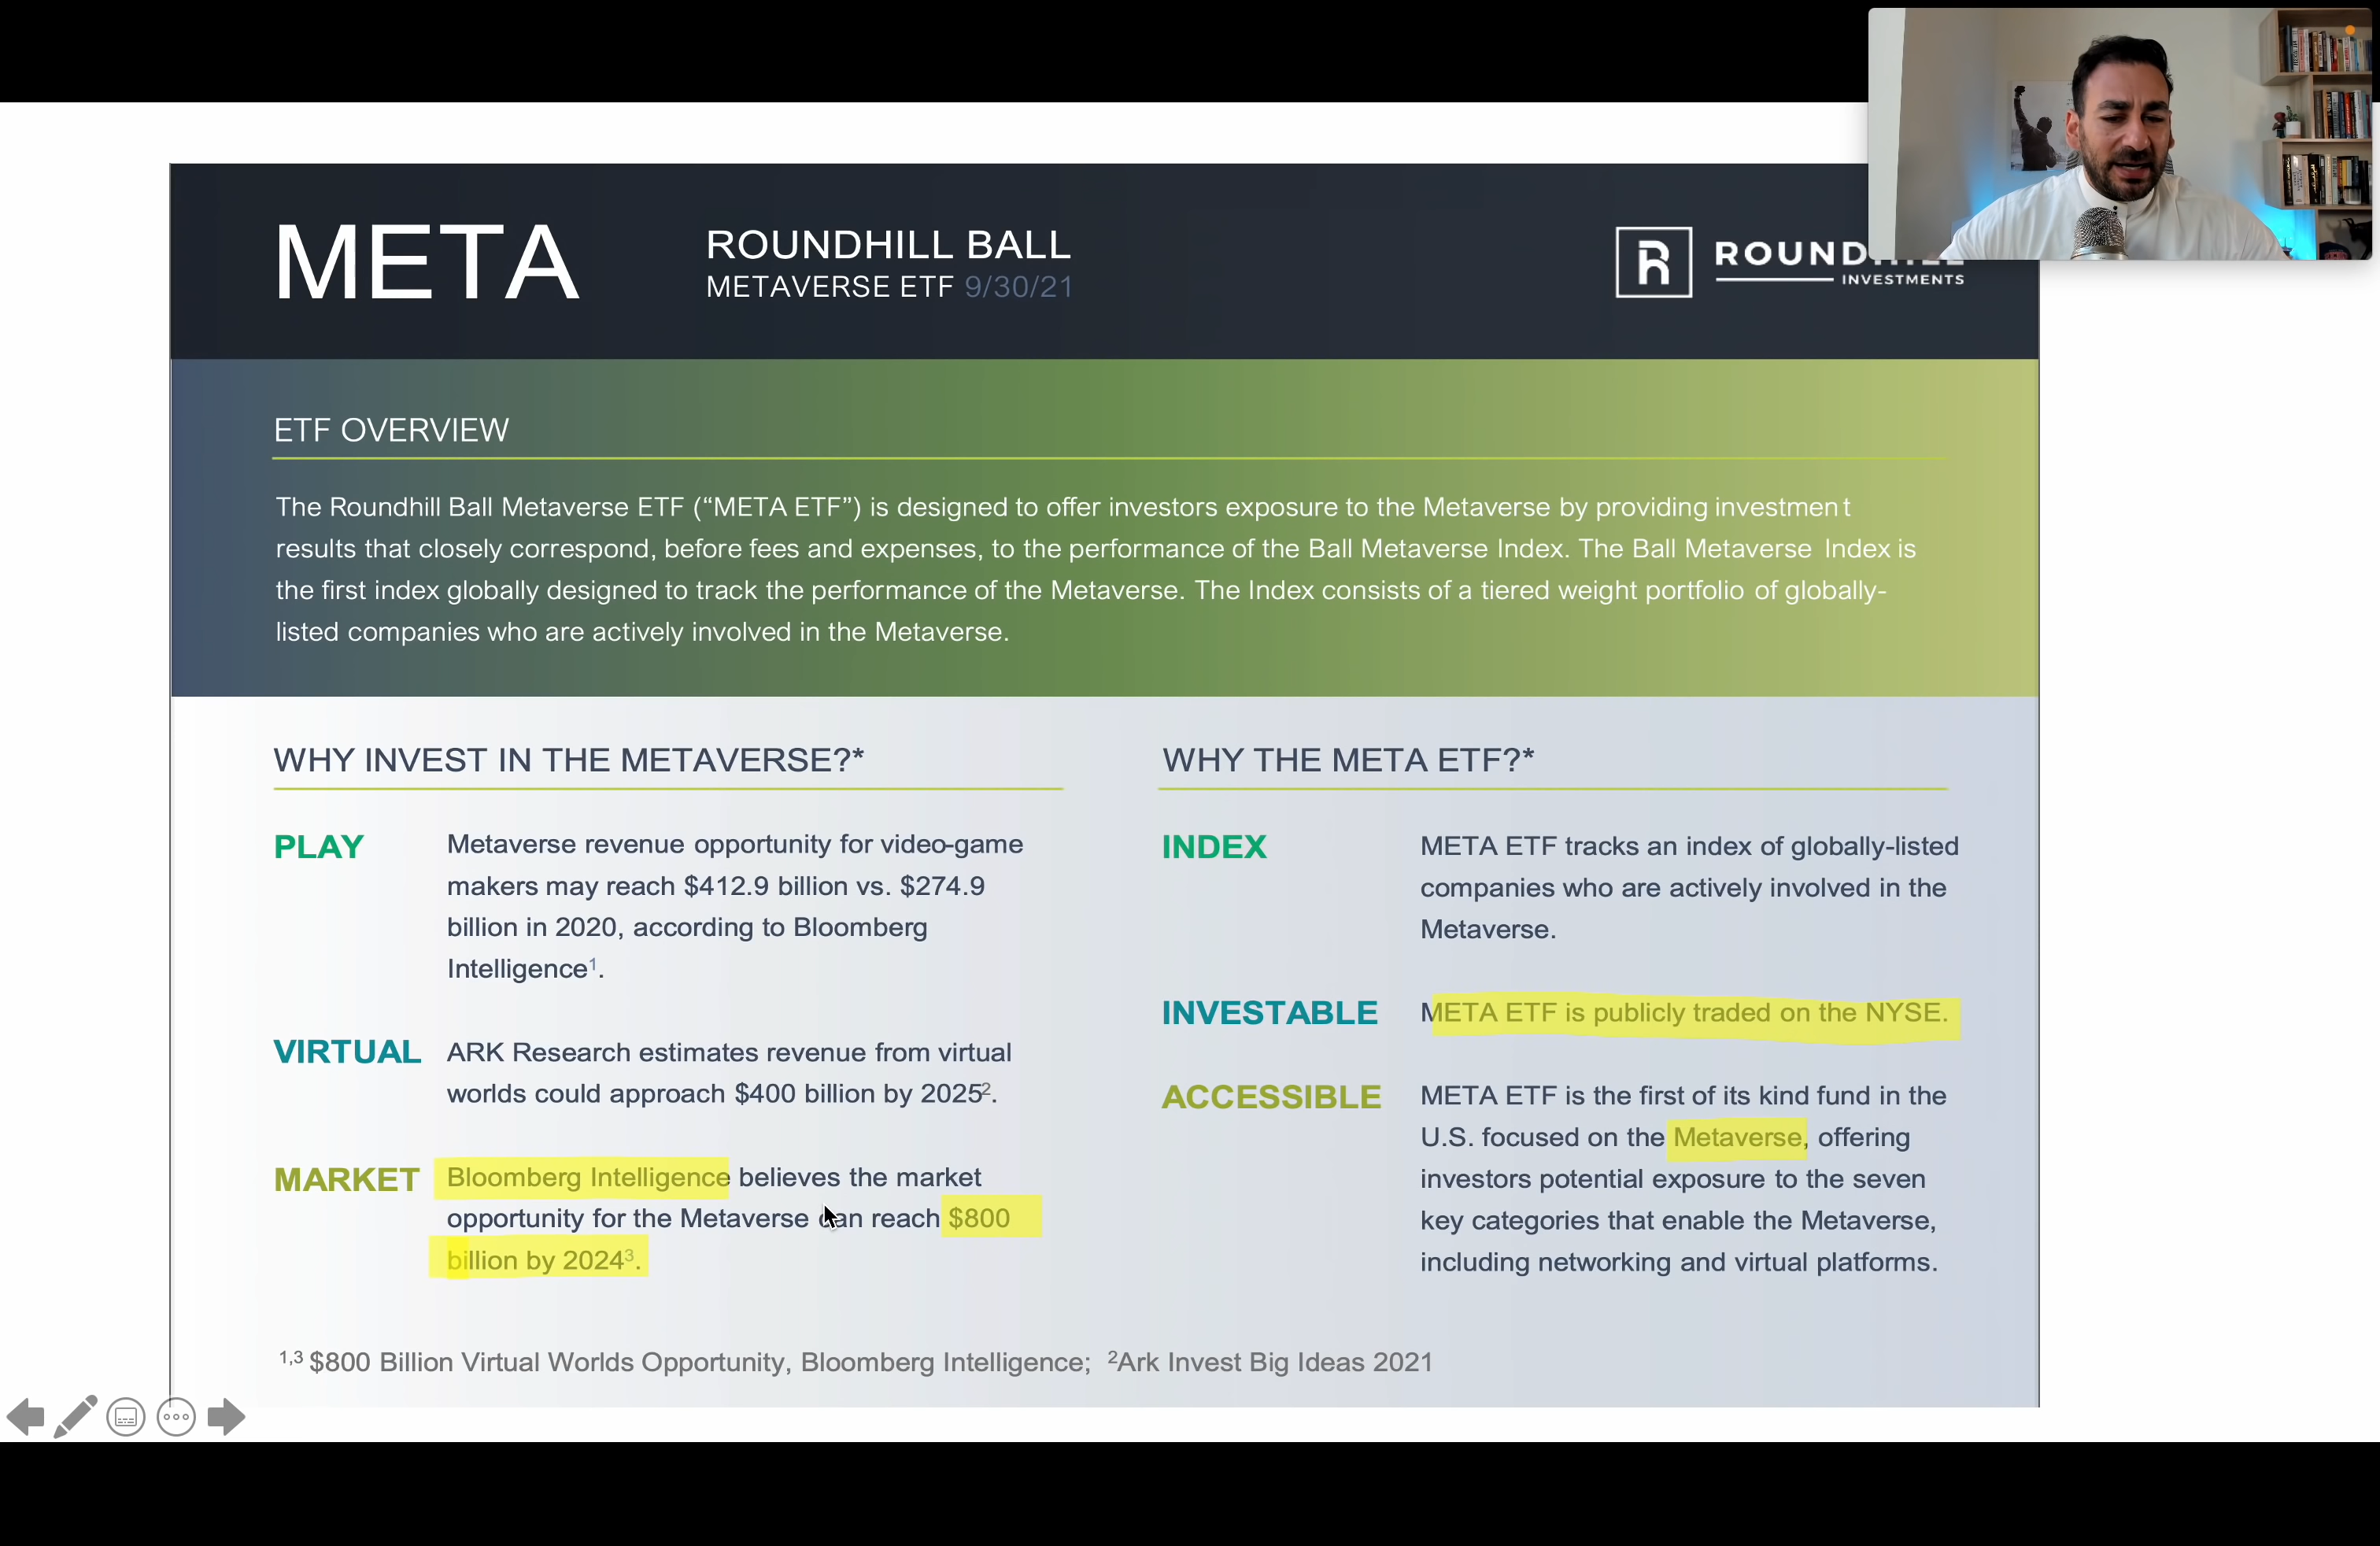 META
ROUNDHILL BALL
METAVERSE ETF 9/30/21
INVESTMENTS
ETF OVERVIEW
The Roundhill Ball Metaverse ETF (“META ETF”) is designed to offer investors exposure to the Metaverse by providing investment
results that closely correspond, before fees and expenses, to the performance of the Ball Metaverse Index. The Ball Metaverse Index is
the first index globally designed to track the performance of the Metaverse. The Index consists of a tiered weight portfolio of globally-
listed companies who are actively involved in the Metaverse.
WHY INVEST IN THE METAVERSE?*
PLAY
Metaverse revenue opportunity for video-game
makers may reach $412.9 billion vs. $274.9
billion in 2020, according to Bloomberg
Intelligence¹.
VIRTUAL
ARK Research estimates revenue from virtual
worlds could approach $400 billion by 2025².
MARKET
Bloomberg Intelligence believes the market
opportunity for the Metaverse can reach $800
billion by 2024³.
WHY THE META ETF?*
INDEX
META ETF tracks an index of globally-listed
companies who are actively involved in the
Metaverse.
INVESTABLE
META ETF is publicly traded on the NYSE.
ACCESSIBLE
META ETF is the first of its kind fund in the
U.S. focused on the Metaverse, offering
investors potential exposure to the seven
key categories that enable the Metaverse,
including networking and virtual platforms.
¹,³ $800 Billion Virtual Worlds Opportunity, Bloomberg Intelligence; ²Ark Invest Big Ideas 2021